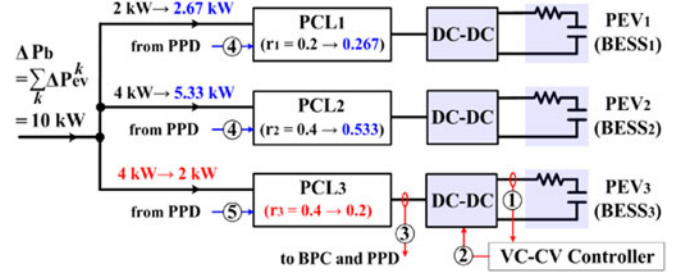 2 kW→ 2.67 kW
PCL1
(r₁ = 0.2 → 0.267)
from PPD
④
DC-DC
PEV₁
(BESS₁)
ΔPb
=∑ΔPᵏev
k
= 10 kW
4 kW→ 5.33 kW
PCL2
(r₂ = 0.4 → 0.533)
from PPD
④
DC-DC
PEV₂
(BESS₂)
4 kW→ 2 kW
PCL3
(r₃ = 0.4 → 0.2)
from PPD
⑤
DC-DC
PEV₃
(BESS₃)
①
③
②
to BPC and PPD
VC-CV Controller